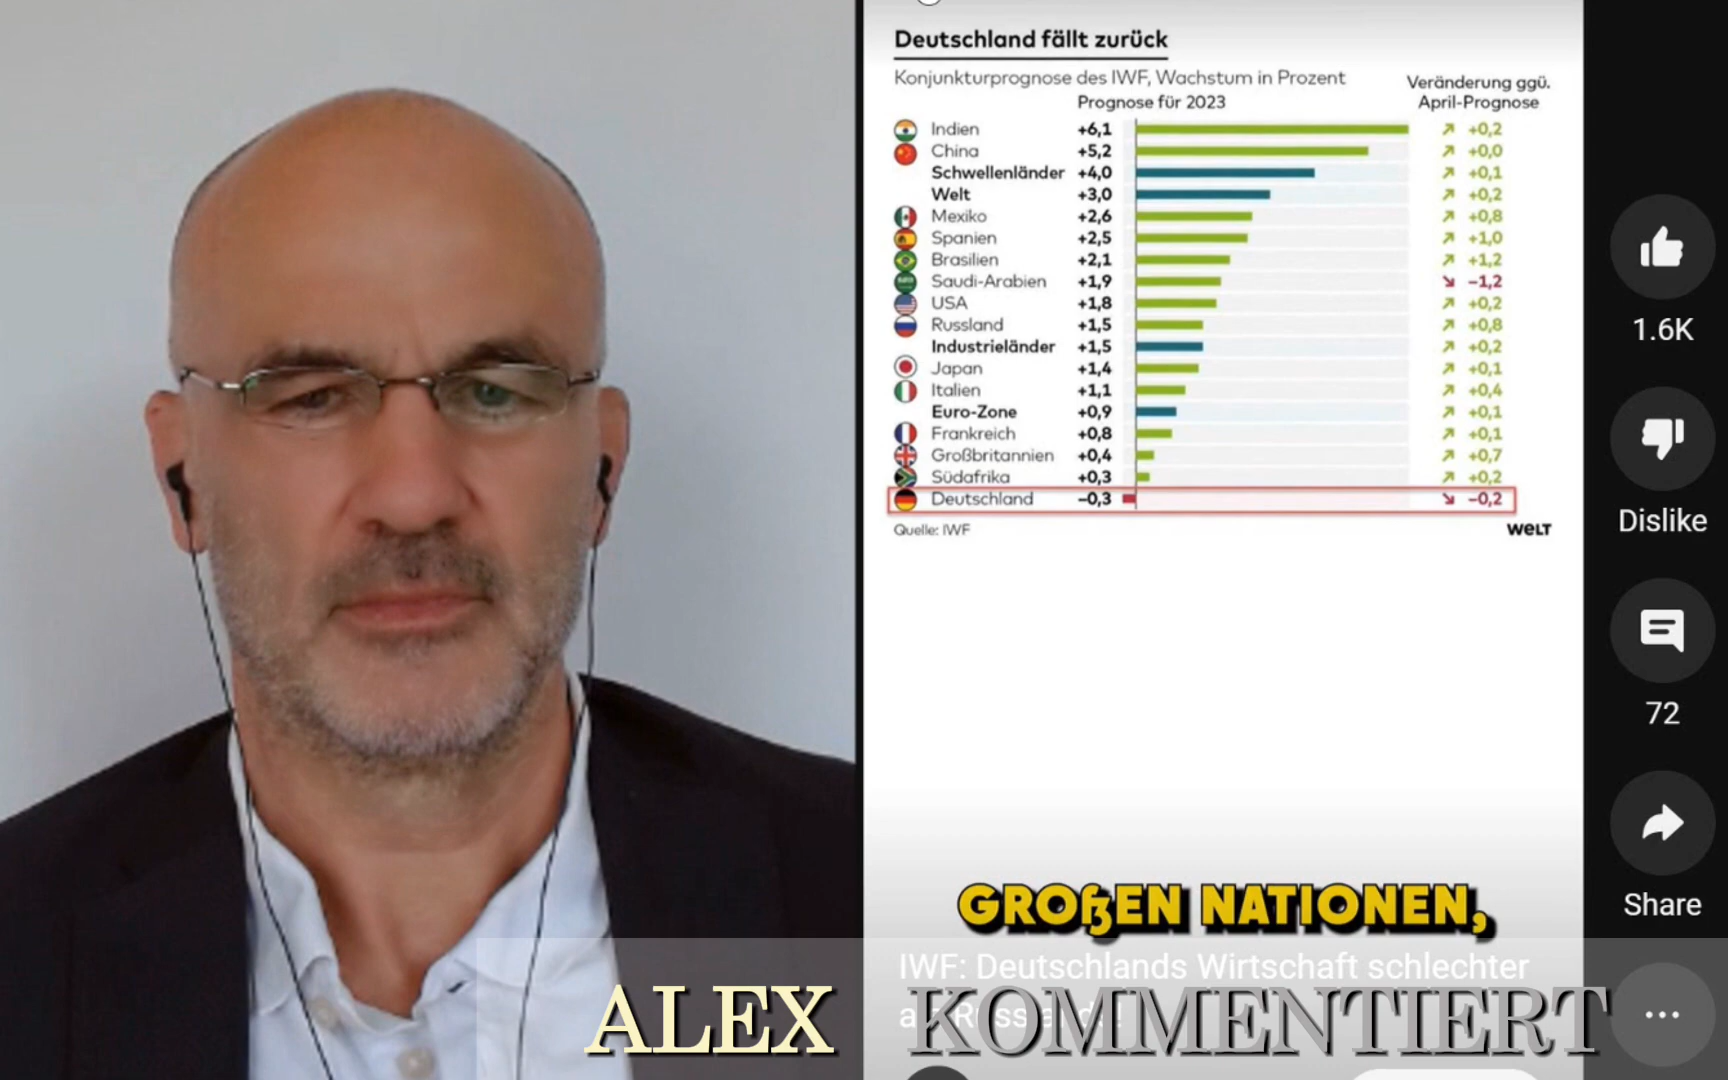 Deutschland fällt zurück
Konjunkturprognose des IWF, Wachstum in Prozent
Veränderung ggü.
April-Prognose
Prognose für 2023
Indien +6,1 +0,2
China +5,2 +0,0
Schwellenländer +4,0 +0,1
Welt +3,0 +0,2
Mexiko +2,6 +0,8
Spanien +2,5 +1,0
Brasilien +2,1 +1,2
Saudi-Arabien +1,9 −1,2
USA +1,8 +0,2
Russland +1,5 +0,8
Industrieländer +1,5 +0,2
Japan +1,4 +0,1
Italien +1,1 +0,4
Euro-Zone +0,9 +0,1
Frankreich +0,8 +0,1
Großbritannien +0,4 +0,7
Südafrika +0,3 +0,2
Deutschland −0,3 −0,2
Quelle: IWF
WELT
1.6K
Dislike
72
Share
GROßEN NATIONEN,
IWF: Deutschlands Wirtschaft schlechter
ALEX KOMMENTIERT